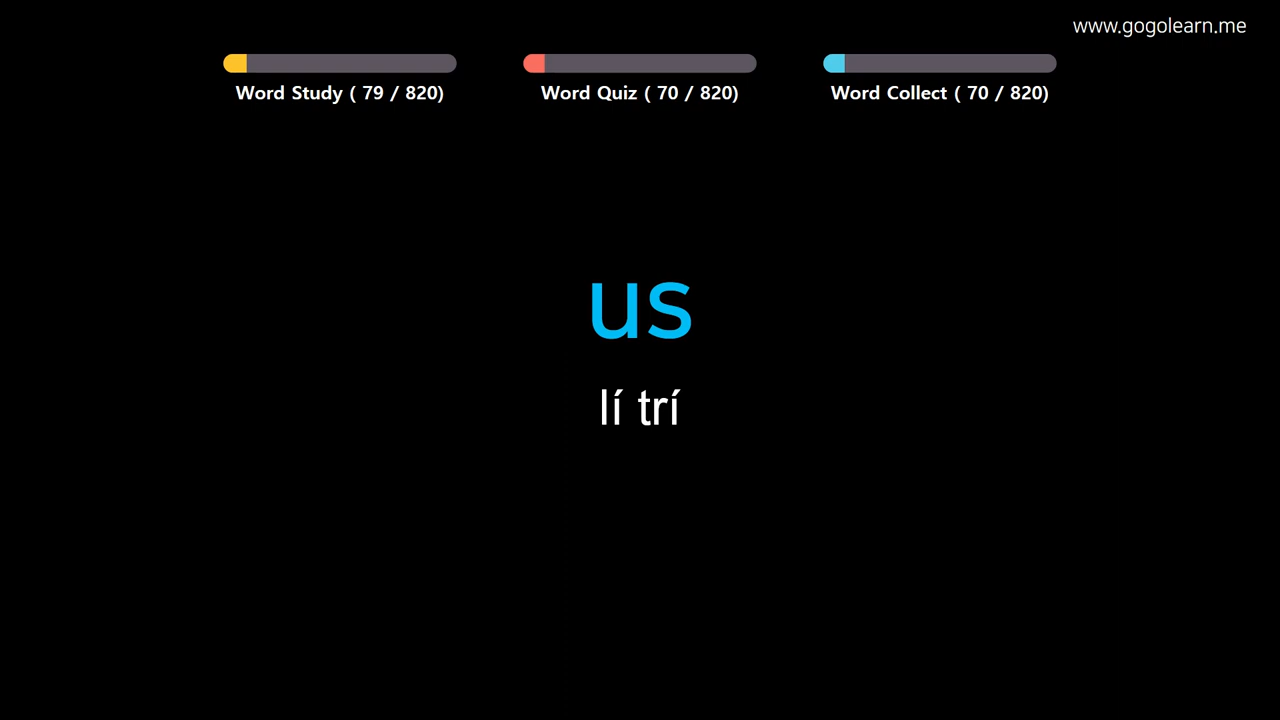 www.gogolearn.me
Word Study ( 79 / 820)
Word Quiz ( 70 / 820)
Word Collect ( 70 / 820)
us
lí trí